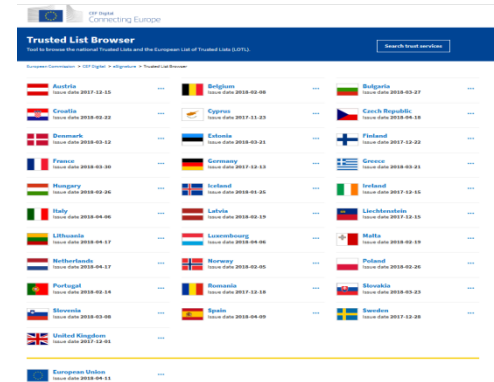 CEF Digital
Connecting Europe
Trusted List Browser
Tool to browse the national Trusted Lists and the European List of Trusted Lists (LOTL).
Search trust services
European Commission > CEF Digital > eSignature > Trusted List Browser
Austria
Issue date 2017-12-15
Belgium
Issue date 2018-02-06
Bulgaria
Issue date 2018-03-27
Croatia
Issue date 2018-02-22
Cyprus
Issue date 2017-11-23
Czech Republic
Issue date 2018-04-18
Denmark
Issue date 2018-03-12
Estonia
Issue date 2018-03-21
Finland
Issue date 2017-12-22
France
Issue date 2018-03-30
Germany
Issue date 2017-12-13
Greece
Issue date 2018-03-21
Hungary
Issue date 2018-02-26
Iceland
Issue date 2018-01-25
Ireland
Issue date 2017-12-15
Italy
Issue date 2018-04-06
Latvia
Issue date 2018-02-19
Liechtenstein
Issue date 2017-12-15
Lithuania
Issue date 2018-04-17
Luxembourg
Issue date 2018-04-06
Malta
Issue date 2018-02-19
Netherlands
Issue date 2018-04-17
Norway
Issue date 2018-02-05
Poland
Issue date 2018-02-26
Portugal
Issue date 2018-02-14
Romania
Issue date 2017-12-18
Slovakia
Issue date 2018-03-23
Slovenia
Issue date 2018-03-08
Spain
Issue date 2018-04-09
Sweden
Issue date 2017-12-28
United Kingdom
Issue date 2017-12-01
European Union
Issue date 2018-04-11